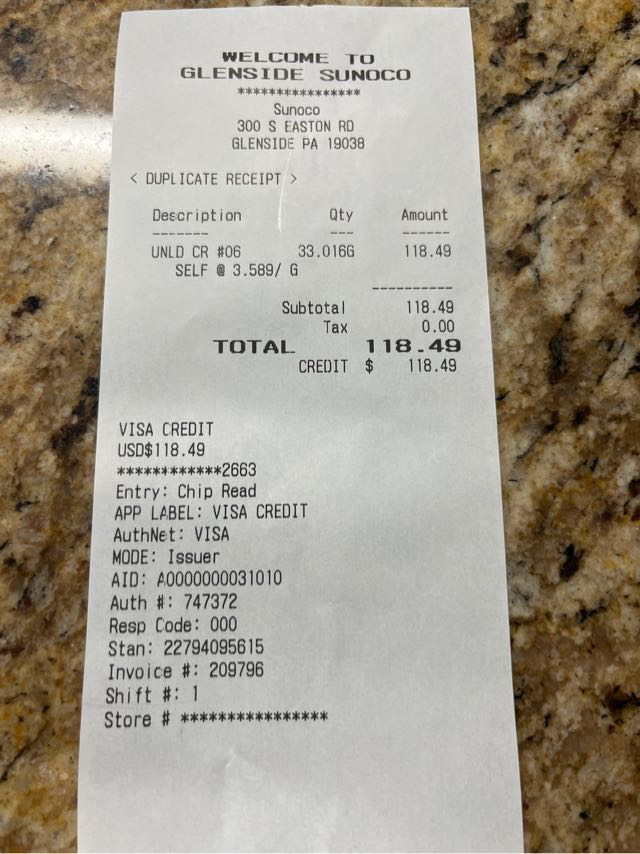 WELCOME TO
GLENSIDE SUNOCO
****************
Sunoco
300 S EASTON RD
GLENSIDE PA 19038
< DUPLICATE RECEIPT >
Description Qty Amount
------- --- ------
UNLD CR #06 33.016G 118.49
SELF @ 3.589/ G
----------
Subtotal 118.49
Tax 0.00
TOTAL 118.49
CREDIT $ 118.49
VISA CREDIT
USD$118.49
************2663
Entry: Chip Read
APP LABEL: VISA CREDIT
AuthNet: VISA
MODE: Issuer
AID: A0000000031010
Auth #: 747372
Resp Code: 000
Stan: 22794095615
Invoice #: 209796
Shift #: 1
Store # ****************